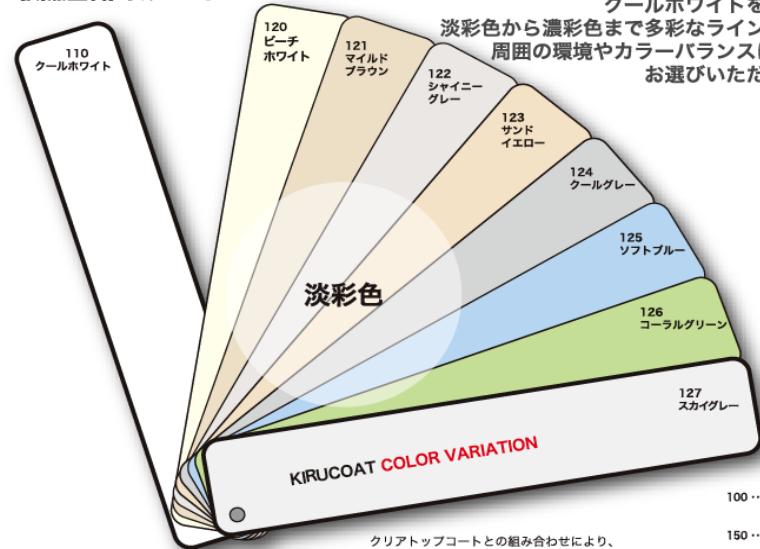 クールホワイトを
淡彩色から濃彩色まで多彩なライン
周囲の環境やカラーバランスに
お選びいただ
110
クールホワイト
120
ピーチ
ホワイト
121
マイルド
ブラウン
122
シャイニー
グレー
123
サンド
イエロー
124
クールグレー
125
ソフトブルー
126
コーラルグリーン
127
スカイグレー
淡彩色
KIRUCOAT COLOR VARIATION
100 ··
150 ··
クリアトップコートとの組み合わせにより、